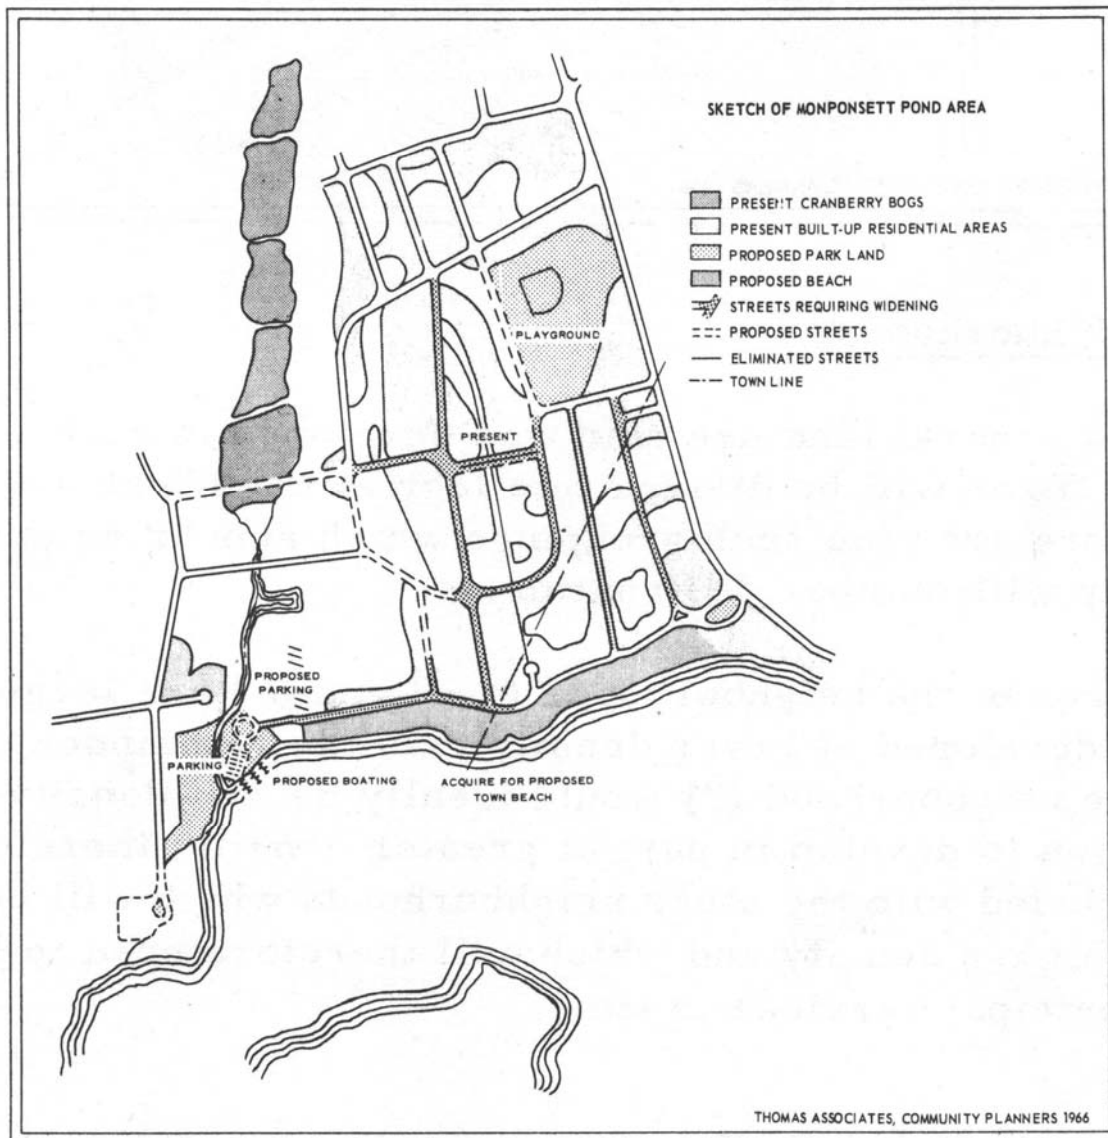 SKETCH OF MONPONSETT POND AREA
PRESENT CRANBERRY BOGS
PRESENT BUILT-UP RESIDENTIAL AREAS
PROPOSED PARK LAND
PROPOSED BEACH
STREETS REQUIRING WIDENING
PROPOSED STREETS
ELIMINATED STREETS
TOWN LINE
PLAYGROUND
PRESENT
PROPOSED
PARKING
PARKING
PROPOSED BOATING
ACQUIRE FOR PROPOSED
TOWN BEACH
THOMAS ASSOCIATES, COMMUNITY PLANNERS 1966